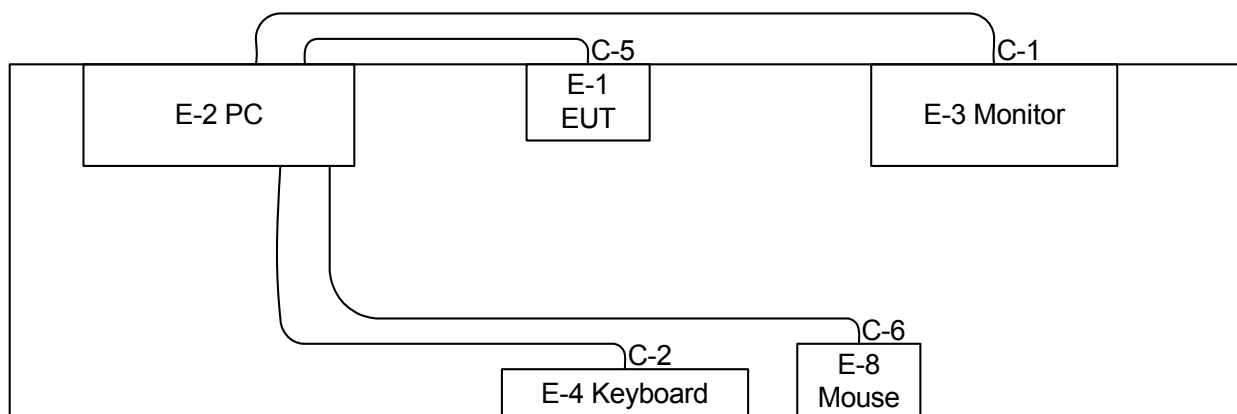 C-5
C-1
E-2 PC
E-1
EUT
E-3 Monitor
C-6
C-2
E-8
Mouse
E-4 Keyboard